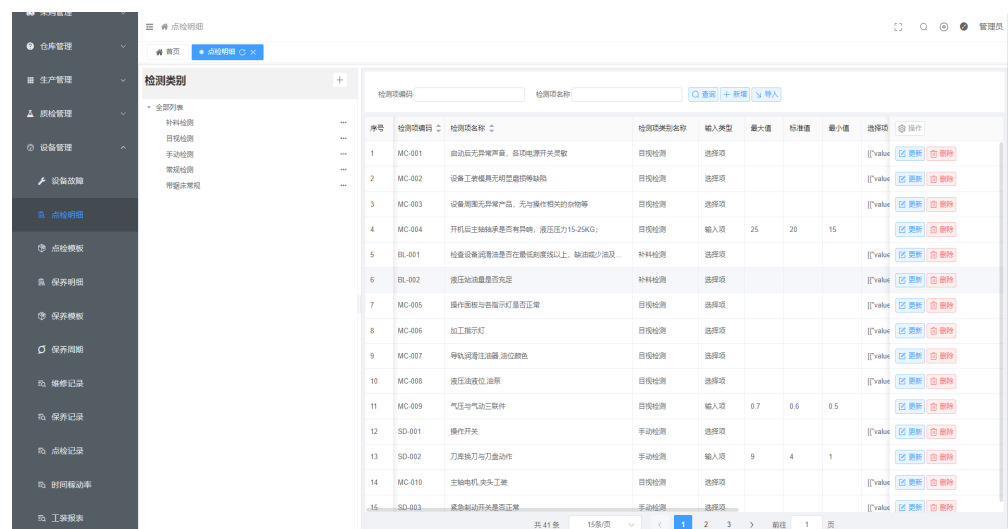 采购管理
仓库管理
生产管理
质检管理
设备管理
设备故障
点检明细
点检模板
保养明细
保养模板
保养周期
维修记录
保养记录
点检记录
时间稼动率
工装报表
点检明细
管理员
首页
点检明细
检测类别
全部列表
补料检测
目视检测
手动检测
常规检测
带锯床常规
检测项编码 检测项名称 查询 新增 导入
序号 检测项编码 检测项名称 检测项类别名称 输入类型 最大值 标准值 最小值 选择项 操作
1 MC-001 启动后无异常声音，各项电源开关灵敏 目视检测 选择项 [{"value 更新 删除
2 MC-002 设备工装模具无明显磨损等缺陷 目视检测 选择项 [{"value 更新 删除
3 MC-003 设备周围无异常产品，无与操作相关的杂物等 目视检测 选择项 [{"value 更新 删除
4 MC-004 开机后主轴轴承是否有异响，液压压力15-25KG; 目视检测 输入项 25 20 15 更新 删除
5 BL-001 检查设备润滑油是否在最低刻度线以上，缺油或少油及... 补料检测 选择项 [{"value 更新 删除
6 BL-002 液压站油量是否充足 补料检测 选择项 [{"value 更新 删除
7 MC-005 操作面板与各指示灯是否正常 目视检测 选择项 [{"value 更新 删除
8 MC-006 加工指示灯 目视检测 选择项 [{"value 更新 删除
9 MC-007 导轨润滑注油器,油位颜色 目视检测 选择项 [{"value 更新 删除
10 MC-008 液压油液位,油泵 目视检测 选择项 [{"value 更新 删除
11 MC-009 气压与气动三联件 目视检测 输入项 0.7 0.6 0.5 更新 删除
12 SD-001 操作开关 手动检测 选择项 [{"value 更新 删除
13 SD-002 刀库换刀与刀盘动作 手动检测 输入项 9 4 1 更新 删除
14 MC-010 主轴电机,夹头工装 目视检测 选择项 [{"value 更新 删除
15 SD-003 紧急制动开关是否正常 手动检测 选择项 [{"value 更新 删除
共 41 条 15条/页 1 2 3 前往 1 页